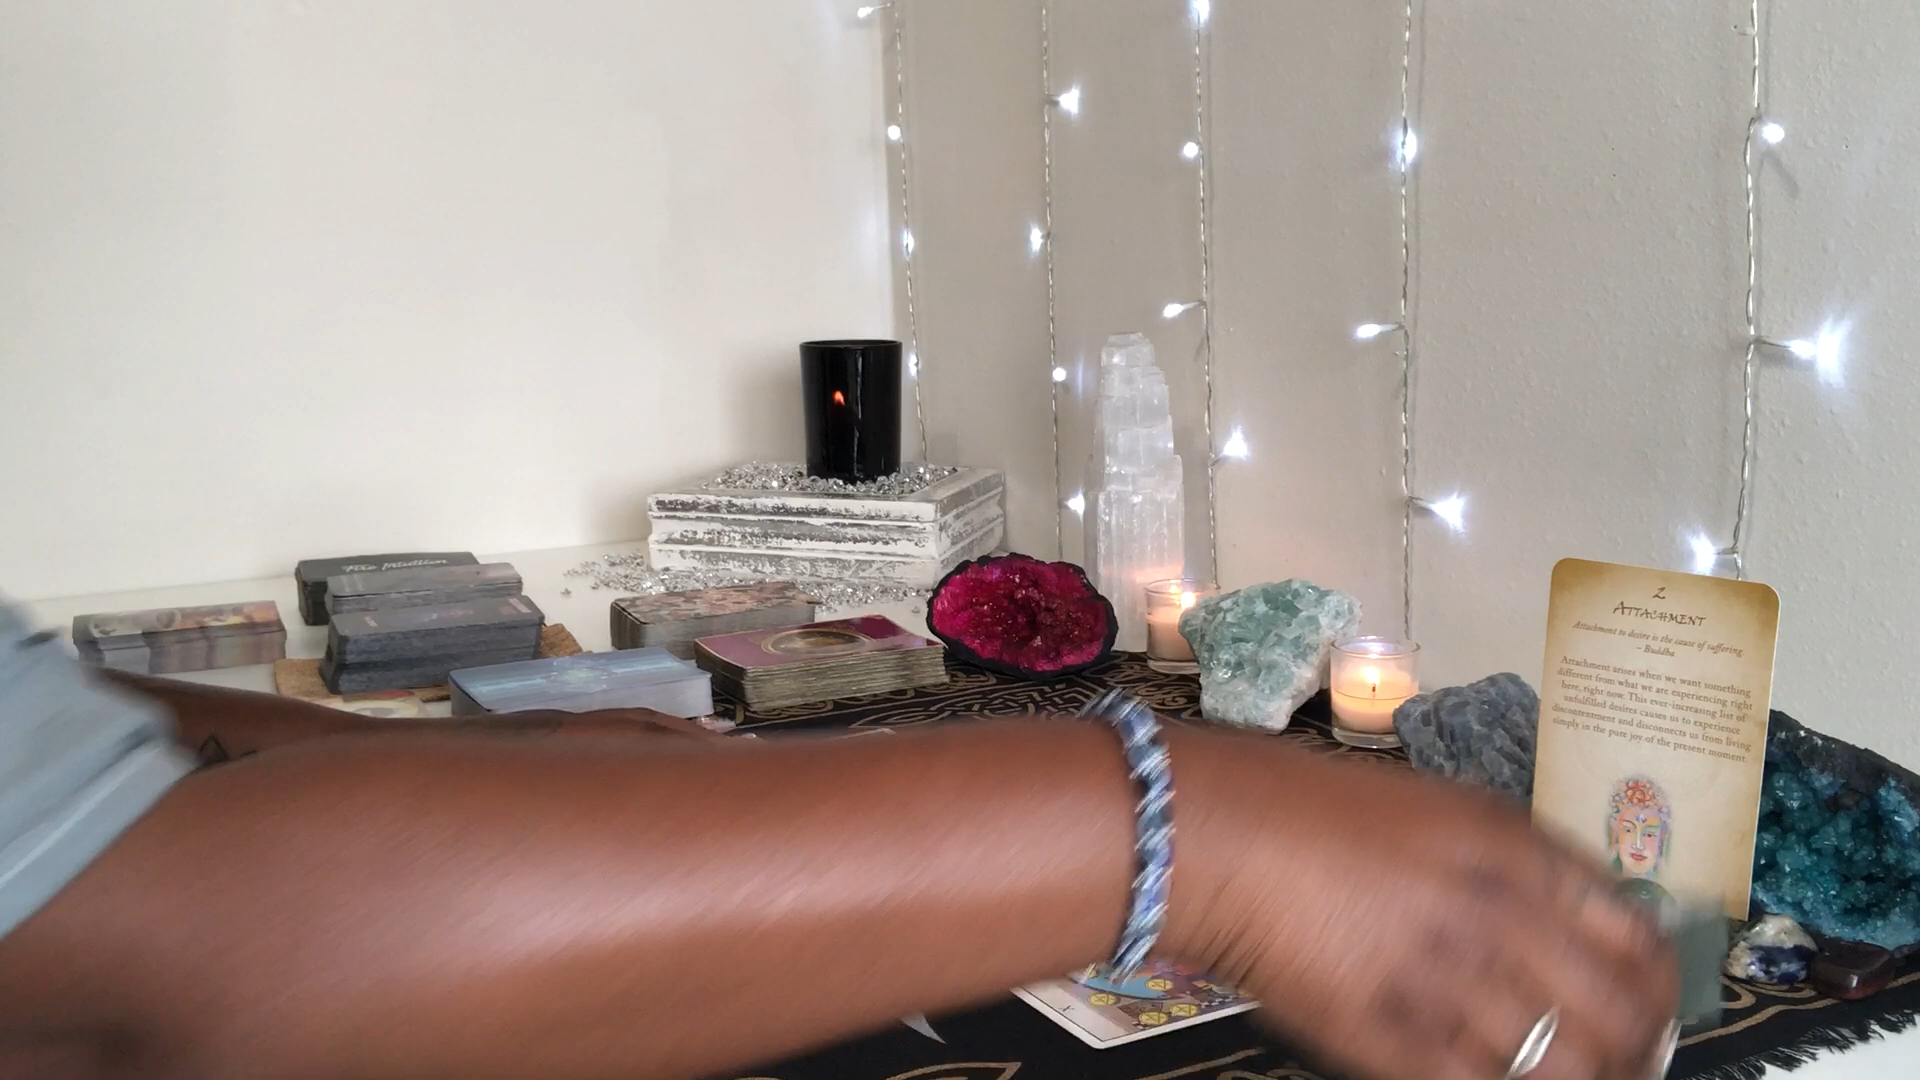 2
ATTACHMENT
Attachment to desire is the cause of suffering.
- Buddha
Attachment arises when we want something
different from what we are experiencing right
here, right now. This ever-increasing list of
unfulfilled desires causes us to experience
discontentment and disconnects us from living
simply in the pure joy of the present moment.
Intuition
X